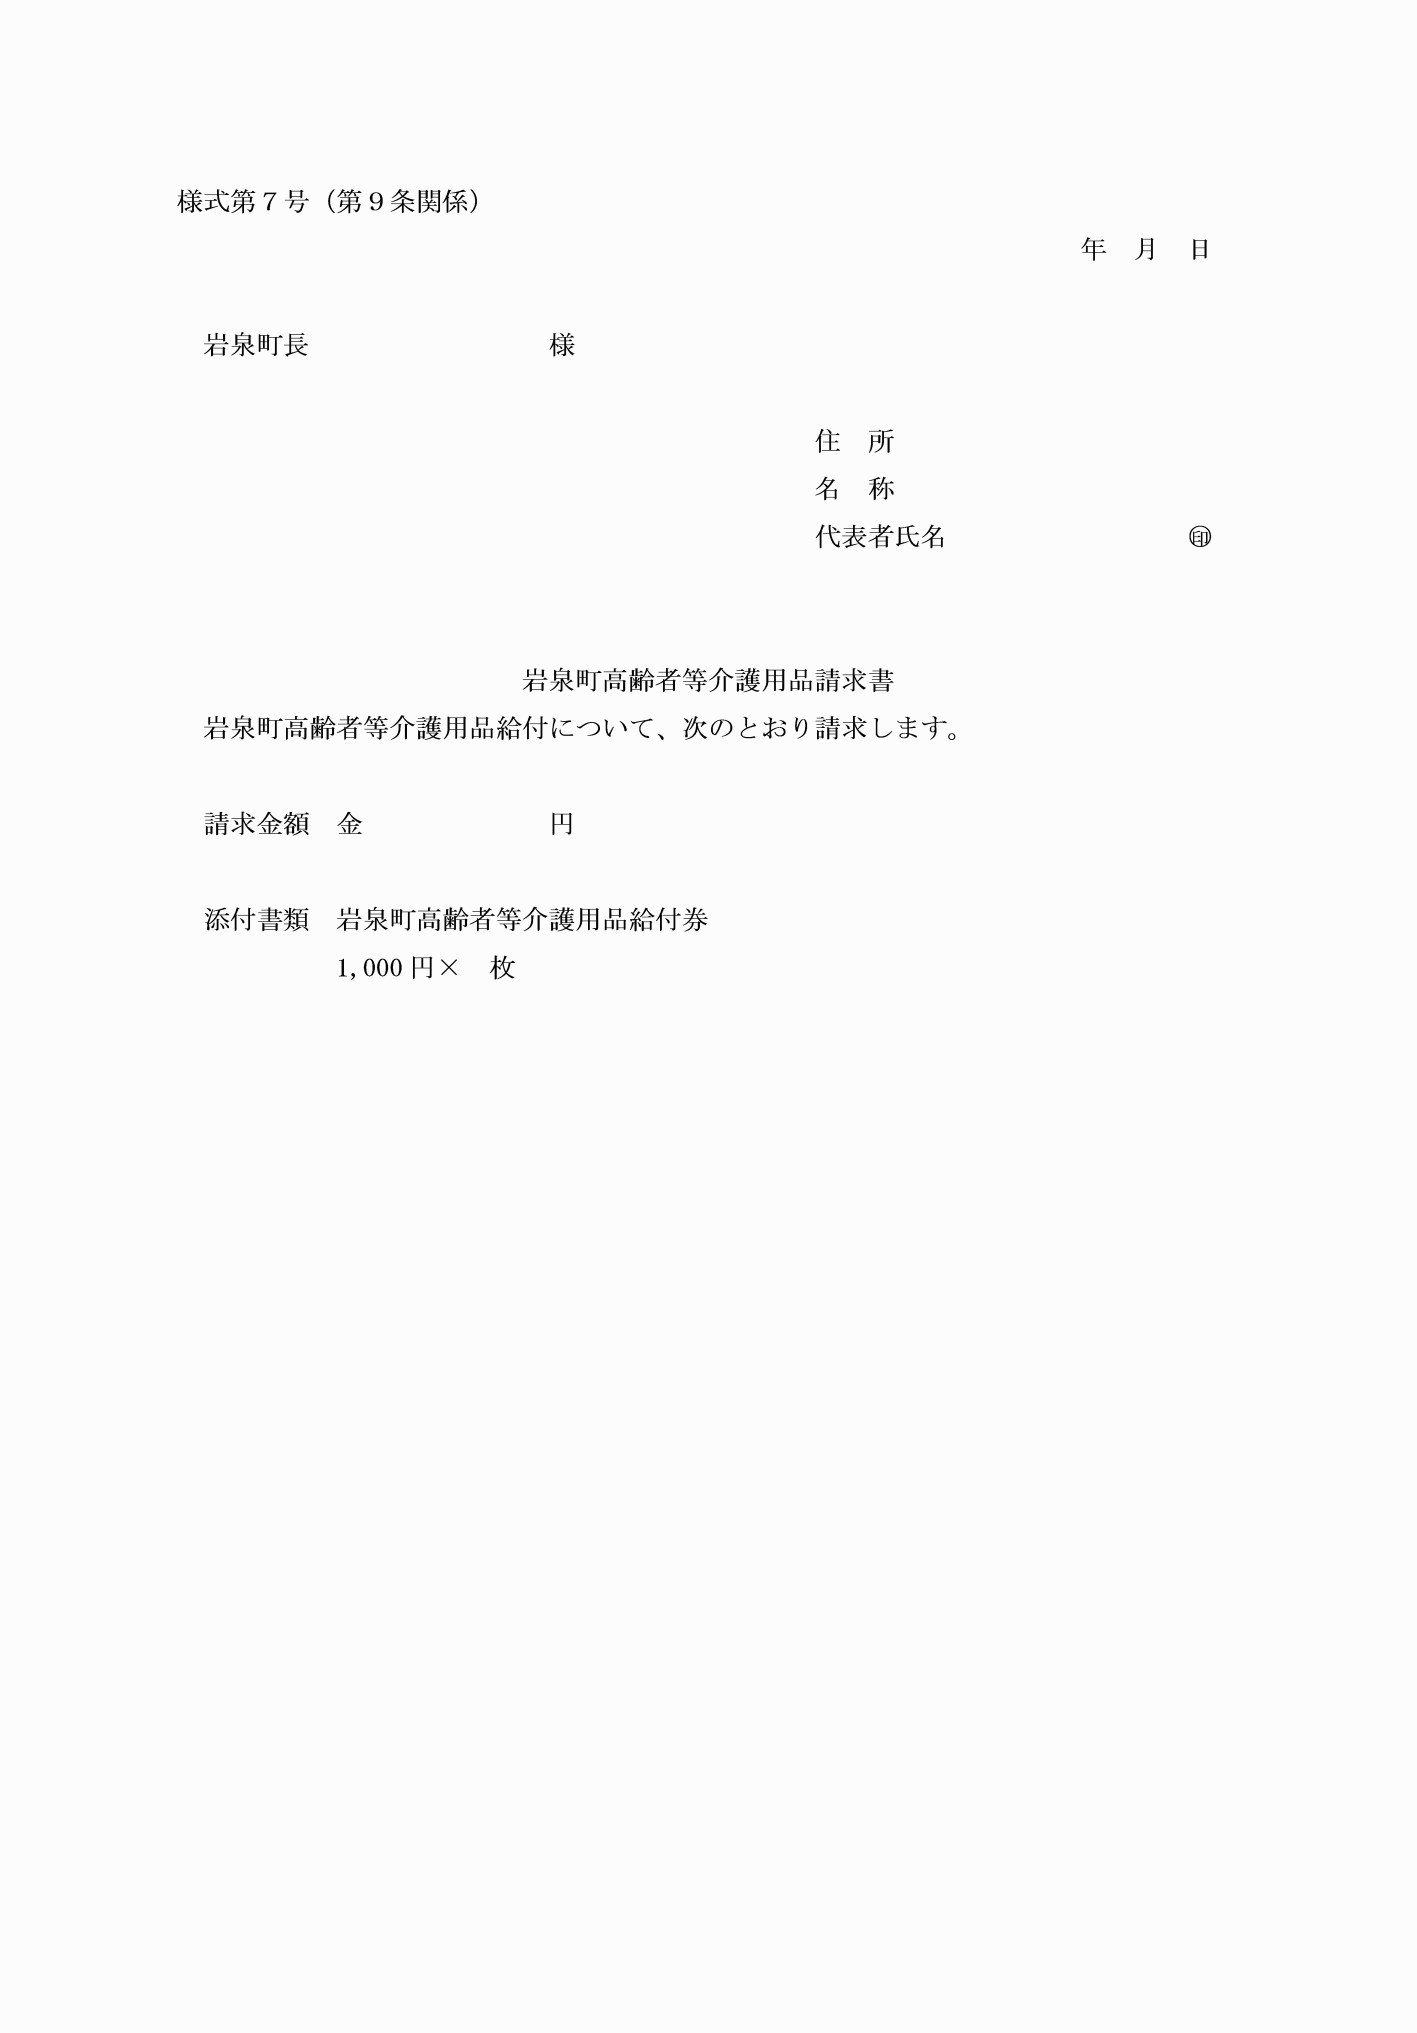 様式第７号（第９条関係）
年　月　日
岩泉町長　　　　　　　　　様
住　所
名　称
代表者氏名　　　　　　　　　㊞
岩泉町高齢者等介護用品請求書
岩泉町高齢者等介護用品給付について、次のとおり請求します。
請求金額　金　　　　　　　円
添付書類　岩泉町高齢者等介護用品給付券
1,000 円×　枚